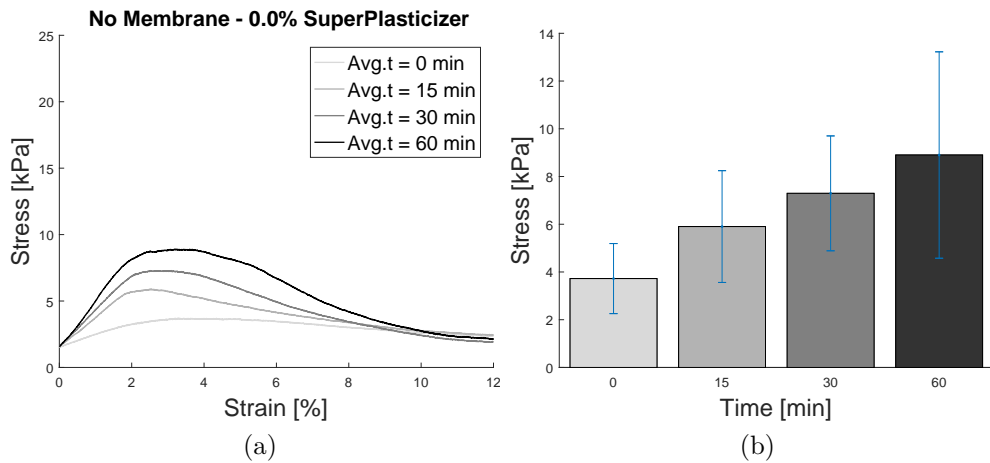 No Membrane - 0.0% SuperPlasticizer
25
20
15
10
5
0
Stress [kPa]
Avg.t = 0 min
Avg.t = 15 min
Avg.t = 30 min
Avg.t = 60 min
0 2 4 6 8 10 12
Strain [%]
(a)
14
12
10
8
6
4
2
0
Stress [kPa]
0 15 30 60
Time [min]
(b)